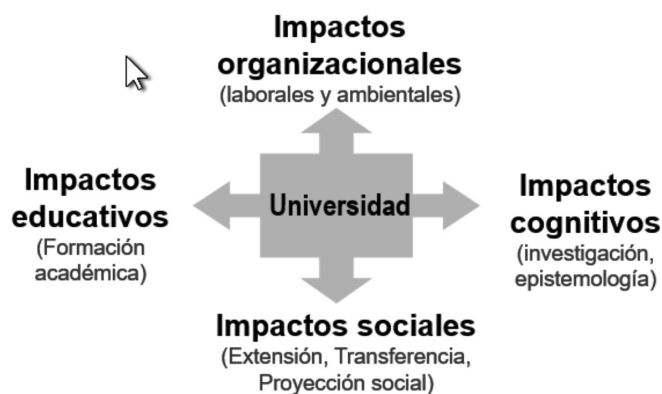 Impactos
organizacionales
(laborales y ambientales)
Impactos
educativos
(Formación
académica)
Universidad
Impactos
cognitivos
(investigación,
epistemología)
Impactos sociales
(Extensión, Transferencia,
Proyección social)